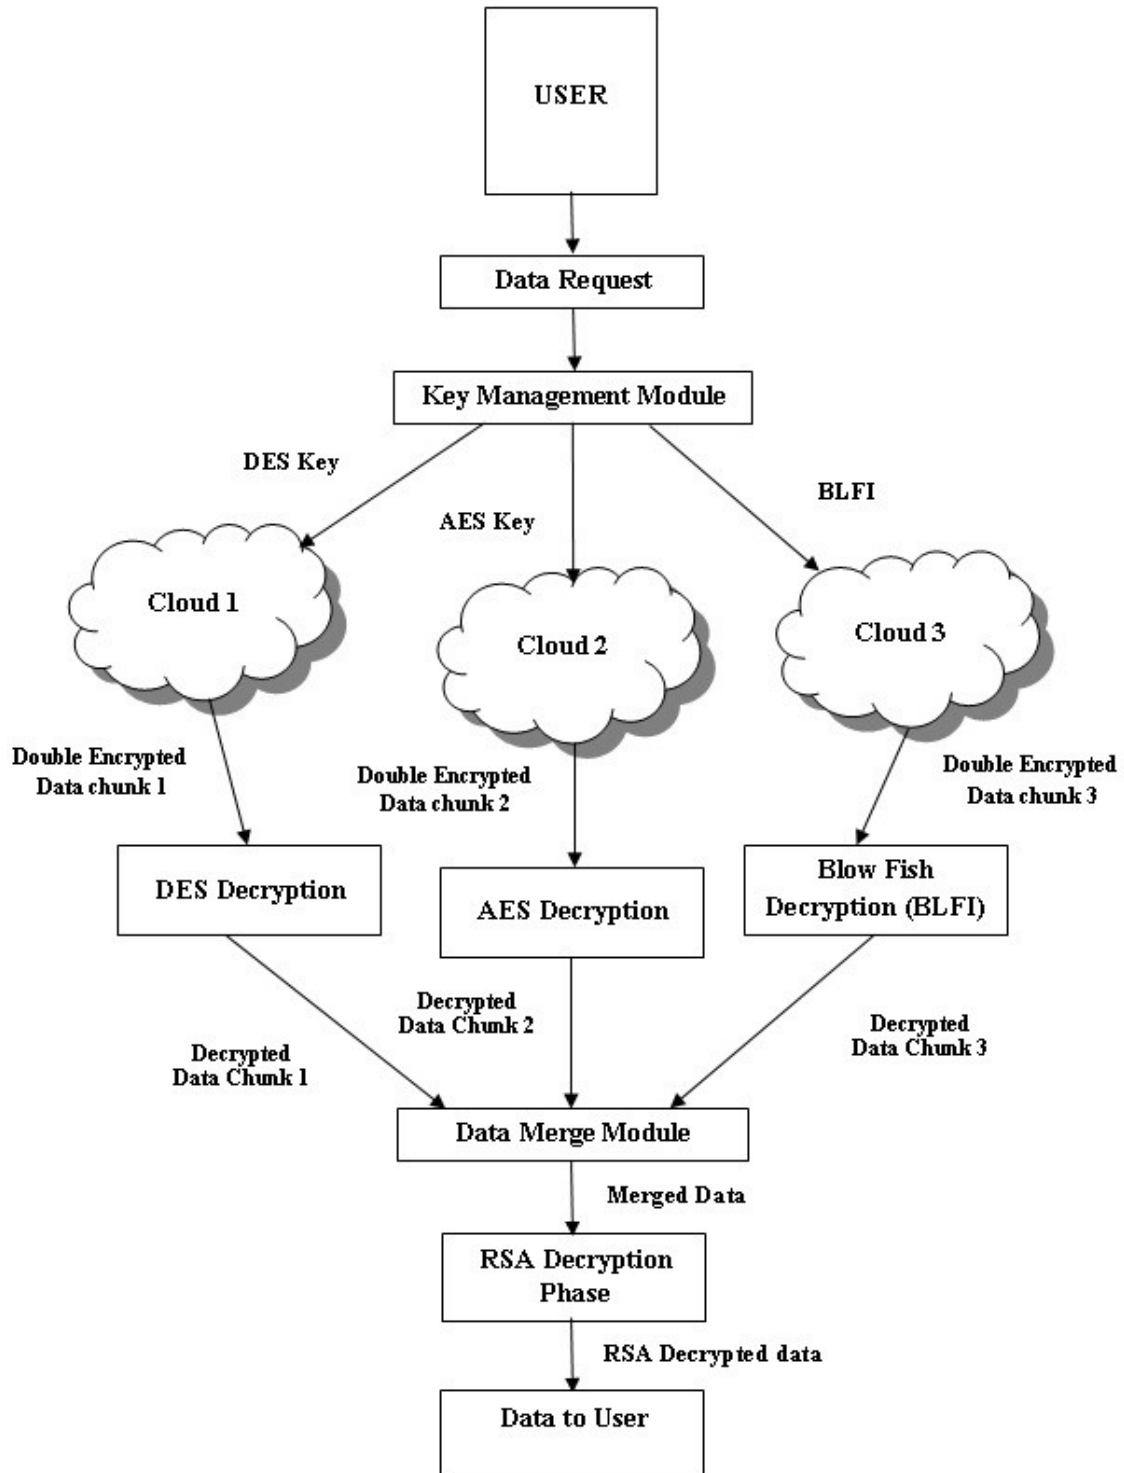 USER
Data Request
Key Management Module
DES Key
AES Key
BLFI
Cloud 1
Cloud 2
Cloud 3
Double Encrypted
Data chunk 1
Double Encrypted
Data chunk 2
Double Encrypted
Data chunk 3
DES Decryption
AES Decryption
Blow Fish
Decryption (BLFI)
Decrypted
Data Chunk 1
Decrypted
Data Chunk 2
Decrypted
Data Chunk 3
Data Merge Module
Merged Data
RSA Decryption
Phase
RSA Decrypted data
Data to User